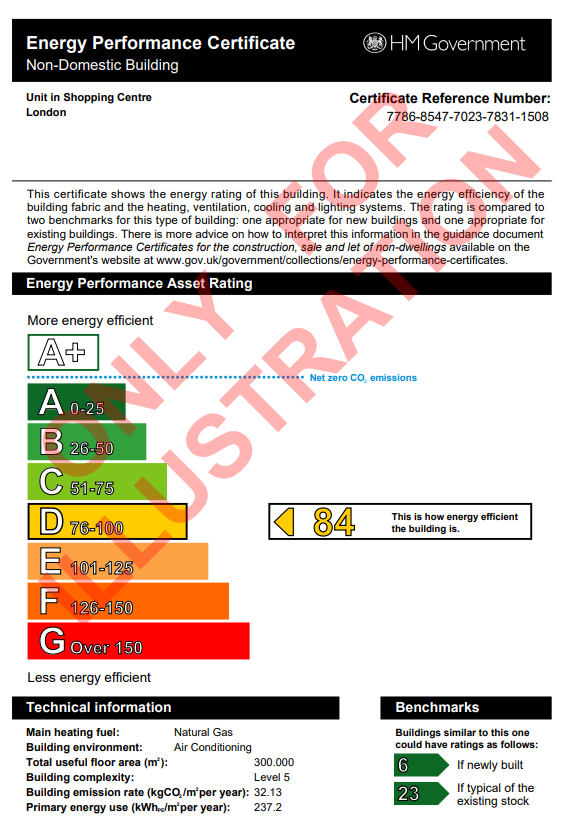 Energy Performance Certificate
HM Government
Non-Domestic Building
Unit in Shopping Centre
London
Certificate Reference Number:
7786-8547-7023-7831-1508
This certificate shows the energy rating of this building. It indicates the energy efficiency of the
building fabric and the heating, ventilation, cooling and lighting systems. The rating is compared to
two benchmarks for this type of building: one appropriate for new buildings and one appropriate for
existing buildings. There is more advice on how to interpret this information in the guidance document
Energy Performance Certificates for the construction, sale and let of non-dwellings available on the
Government's website at www.gov.uk/government/collections/energy-performance-certificates.
Energy Performance Asset Rating
More energy efficient
A+
Net zero CO₂ emissions
A 0-25
B 26-50
C 51-75
D 76-100
84
This is how energy efficient
the building is.
E 101-125
F 126-150
G Over 150
Less energy efficient
ONLY FOR
ILLUSTRATION
Technical information
Main heating fuel: Natural Gas
Building environment: Air Conditioning
Total useful floor area (m²): 300.000
Building complexity: Level 5
Building emission rate (kgCO₂/m²per year): 32.13
Primary energy use (kWhPE/m²per year): 237.2
Benchmarks
Buildings similar to this one
could have ratings as follows:
6 If newly built
23 If typical of the
existing stock